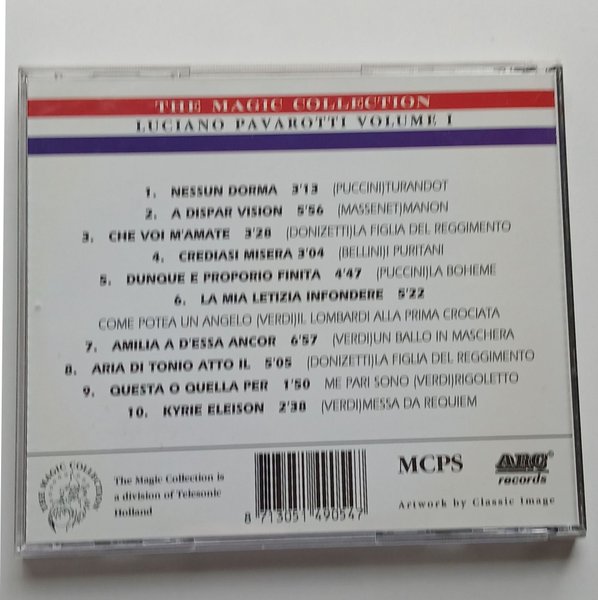 THE MAGIC COLLECTION
LUCIANO PAVAROTTI VOLUME I
1. NESSUN DORMA 3'13 (PUCCINI)TURANDOT
2. A DISPAR VISION 5'56 (MASSENET)MANON
3. CHE VOI M'AMATE 3'28 (DONIZETTI)LA FIGLIA DEL REGGIMENTO
4. CREDIASI MISERA 3'04 (BELLINI)I PURITANI
5. DUNQUE E PROPORIO FINITA 4'47 (PUCCINI)LA BOHEME
6. LA MIA LETIZIA INFONDERE 5'22
COME POTEA UN ANGELO (VERDI)IL LOMBARDI ALLA PRIMA CROCIATA
7. AMILIA A D'ESSA ANCOR 6'57 (VERDI)UN BALLO IN MASCHERA
8. ARIA DI TONIO ATTO IL 5'05 (DONIZETTI)LA FIGLIA DEL REGGIMENTO
9. QUESTA O QUELLA PER 1'50 ME PARI SONO (VERDI)RIGOLETTO
10. KYRIE ELEISON 2'38 (VERDI)MESSA DA REQUIEM
THE MAGIC COLLECTION
The Magic Collection is
a division of Telesonic
Holland
8 713051 490547
MCPS
ARC
records
Artwork by Classic Image